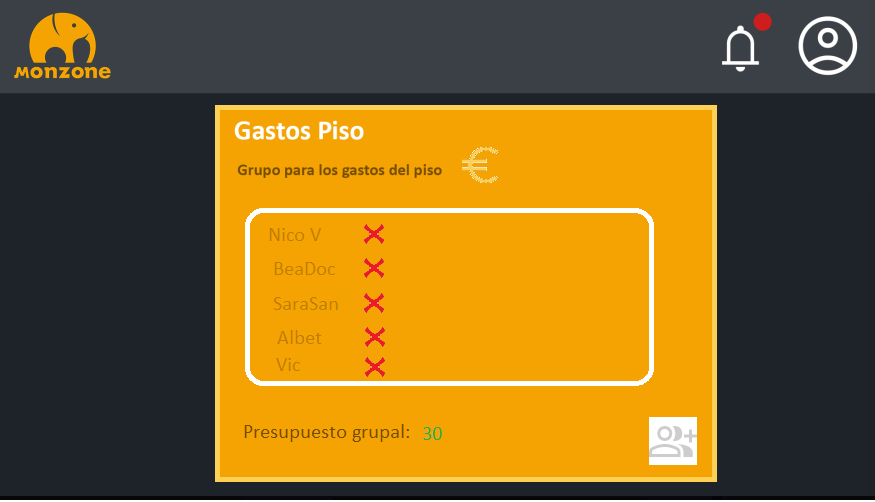 monzone
Gastos Piso
Grupo para los gastos del piso €
Nico V
BeaDoc
SaraSan
Albet
Vic
Presupuesto grupal: 30